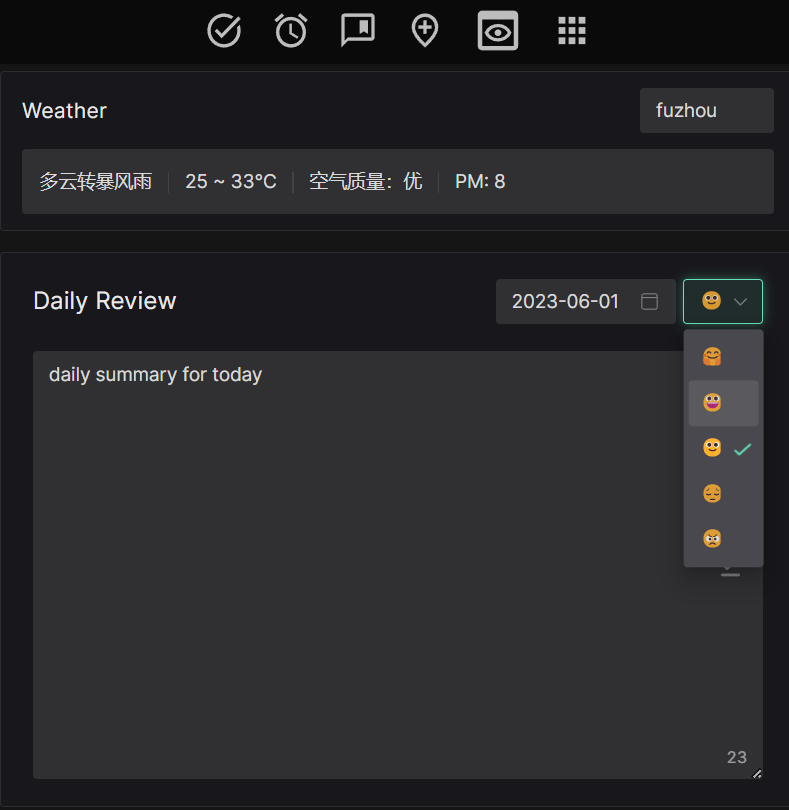 Weather
fuzhou
多云转暴风雨
25 ~ 33°C
空气质量：优
PM: 8
Daily Review
2023-06-01
daily summary for today
23